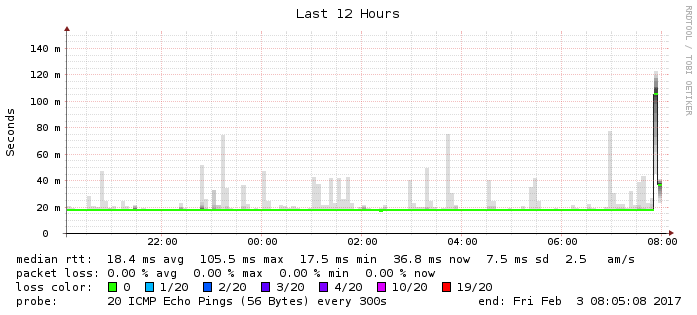 Last 12 Hours
RRDTOOL / TOBI OETIKER
Seconds
140 m
120 m
100 m
80 m
60 m
40 m
20 m
0
22:00 00:00 02:00 04:00 06:00 08:00
median rtt: 18.4 ms avg 105.5 ms max 17.5 ms min 36.8 ms now 7.5 ms sd 2.5 am/s
packet loss: 0.00 % avg 0.00 % max 0.00 % min 0.00 % now
loss color: 0 1/20 2/20 3/20 4/20 10/20 19/20
probe: 20 ICMP Echo Pings (56 Bytes) every 300s end: Fri Feb 3 08:05:08 2017